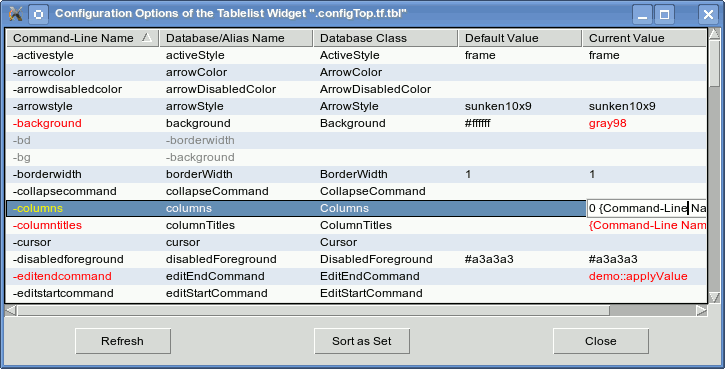 Configuration Options of the Tablelist Widget ".configTop.tf.tbl"
Command-Line Name Database/Alias Name Database Class Default Value Current Value
-activestyle activeStyle ActiveStyle frame frame
-arrowcolor arrowColor ArrowColor
-arrowdisabledcolor arrowDisabledColor ArrowDisabledColor
-arrowstyle arrowStyle ArrowStyle sunken10x9 sunken10x9
-background background Background #ffffff gray98
-bd -borderwidth
-bg -background
-borderwidth borderWidth BorderWidth 1 1
-collapsecommand collapseCommand CollapseCommand
-columns columns Columns 0 {Command-Line Na
-columntitles columnTitles ColumnTitles {Command-Line Nam
-cursor cursor Cursor
-disabledforeground disabledForeground DisabledForeground #a3a3a3 #a3a3a3
-editendcommand editEndCommand EditEndCommand demo::applyValue
-editstartcommand editStartCommand EditStartCommand
Refresh Sort as Set Close